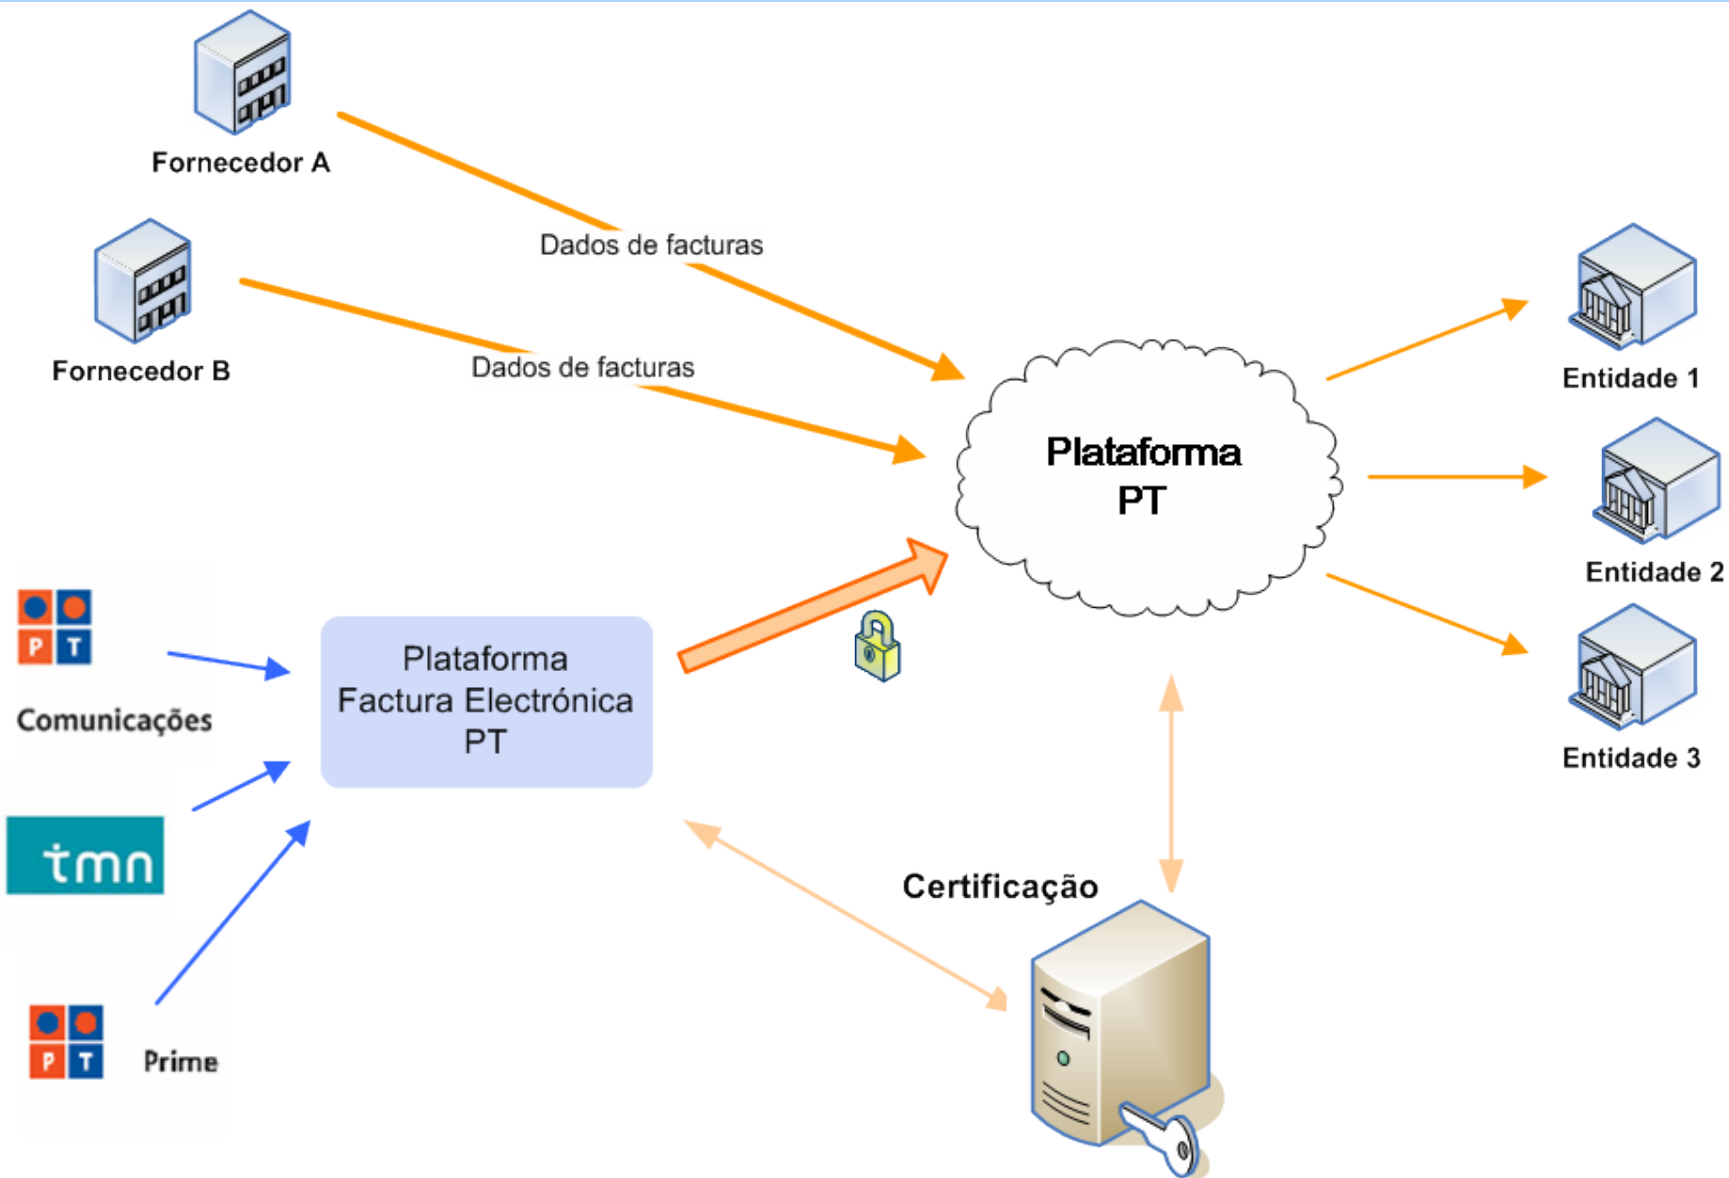 Fornecedor A
Dados de facturas
Fornecedor B
Dados de facturas
Plataforma
PT
Entidade 1
Entidade 2
Entidade 3
P T
Comunicações
Plataforma
Factura Electrónica
PT
tmn
Certificação
P T
Prime